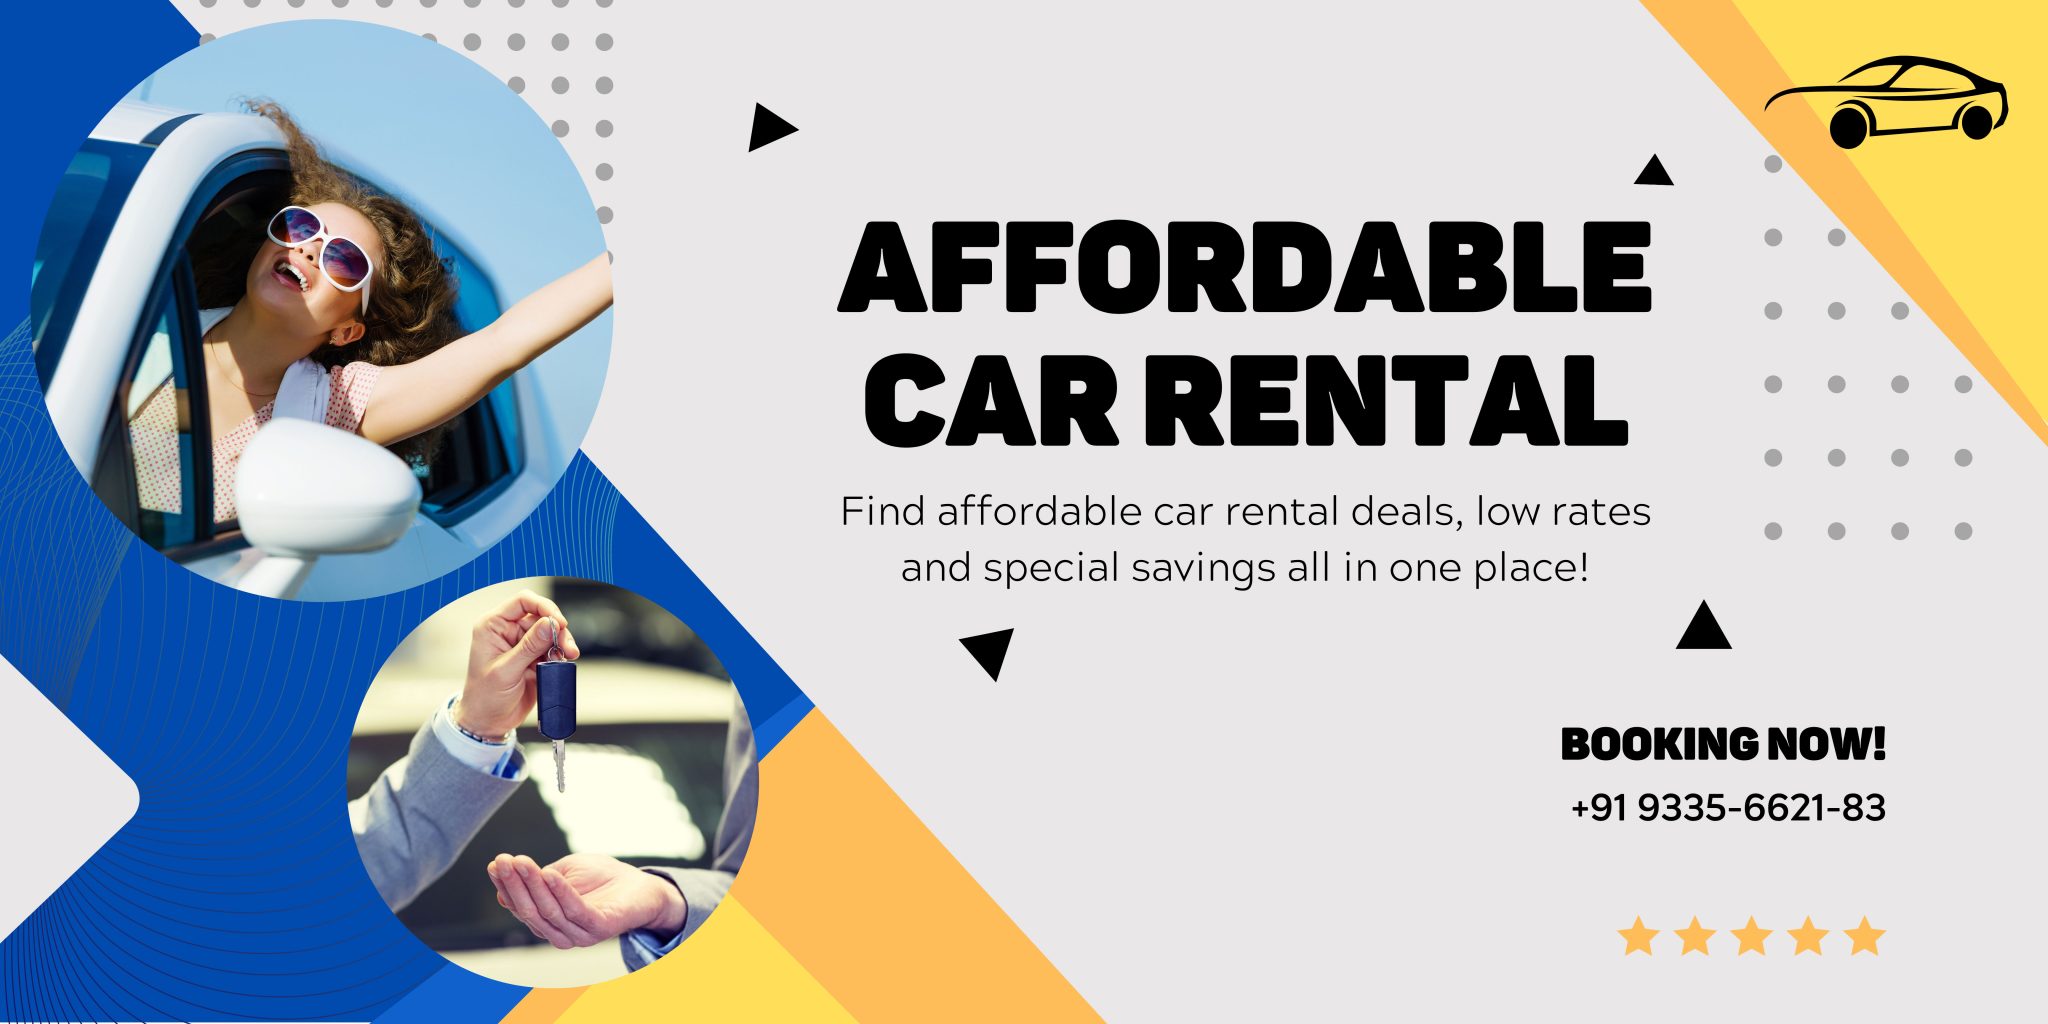 AFFORDABLE
CAR RENTAL
Find affordable car rental deals, low rates
and special savings all in one place!
BOOKING NOW!
+91 9335-6621-83